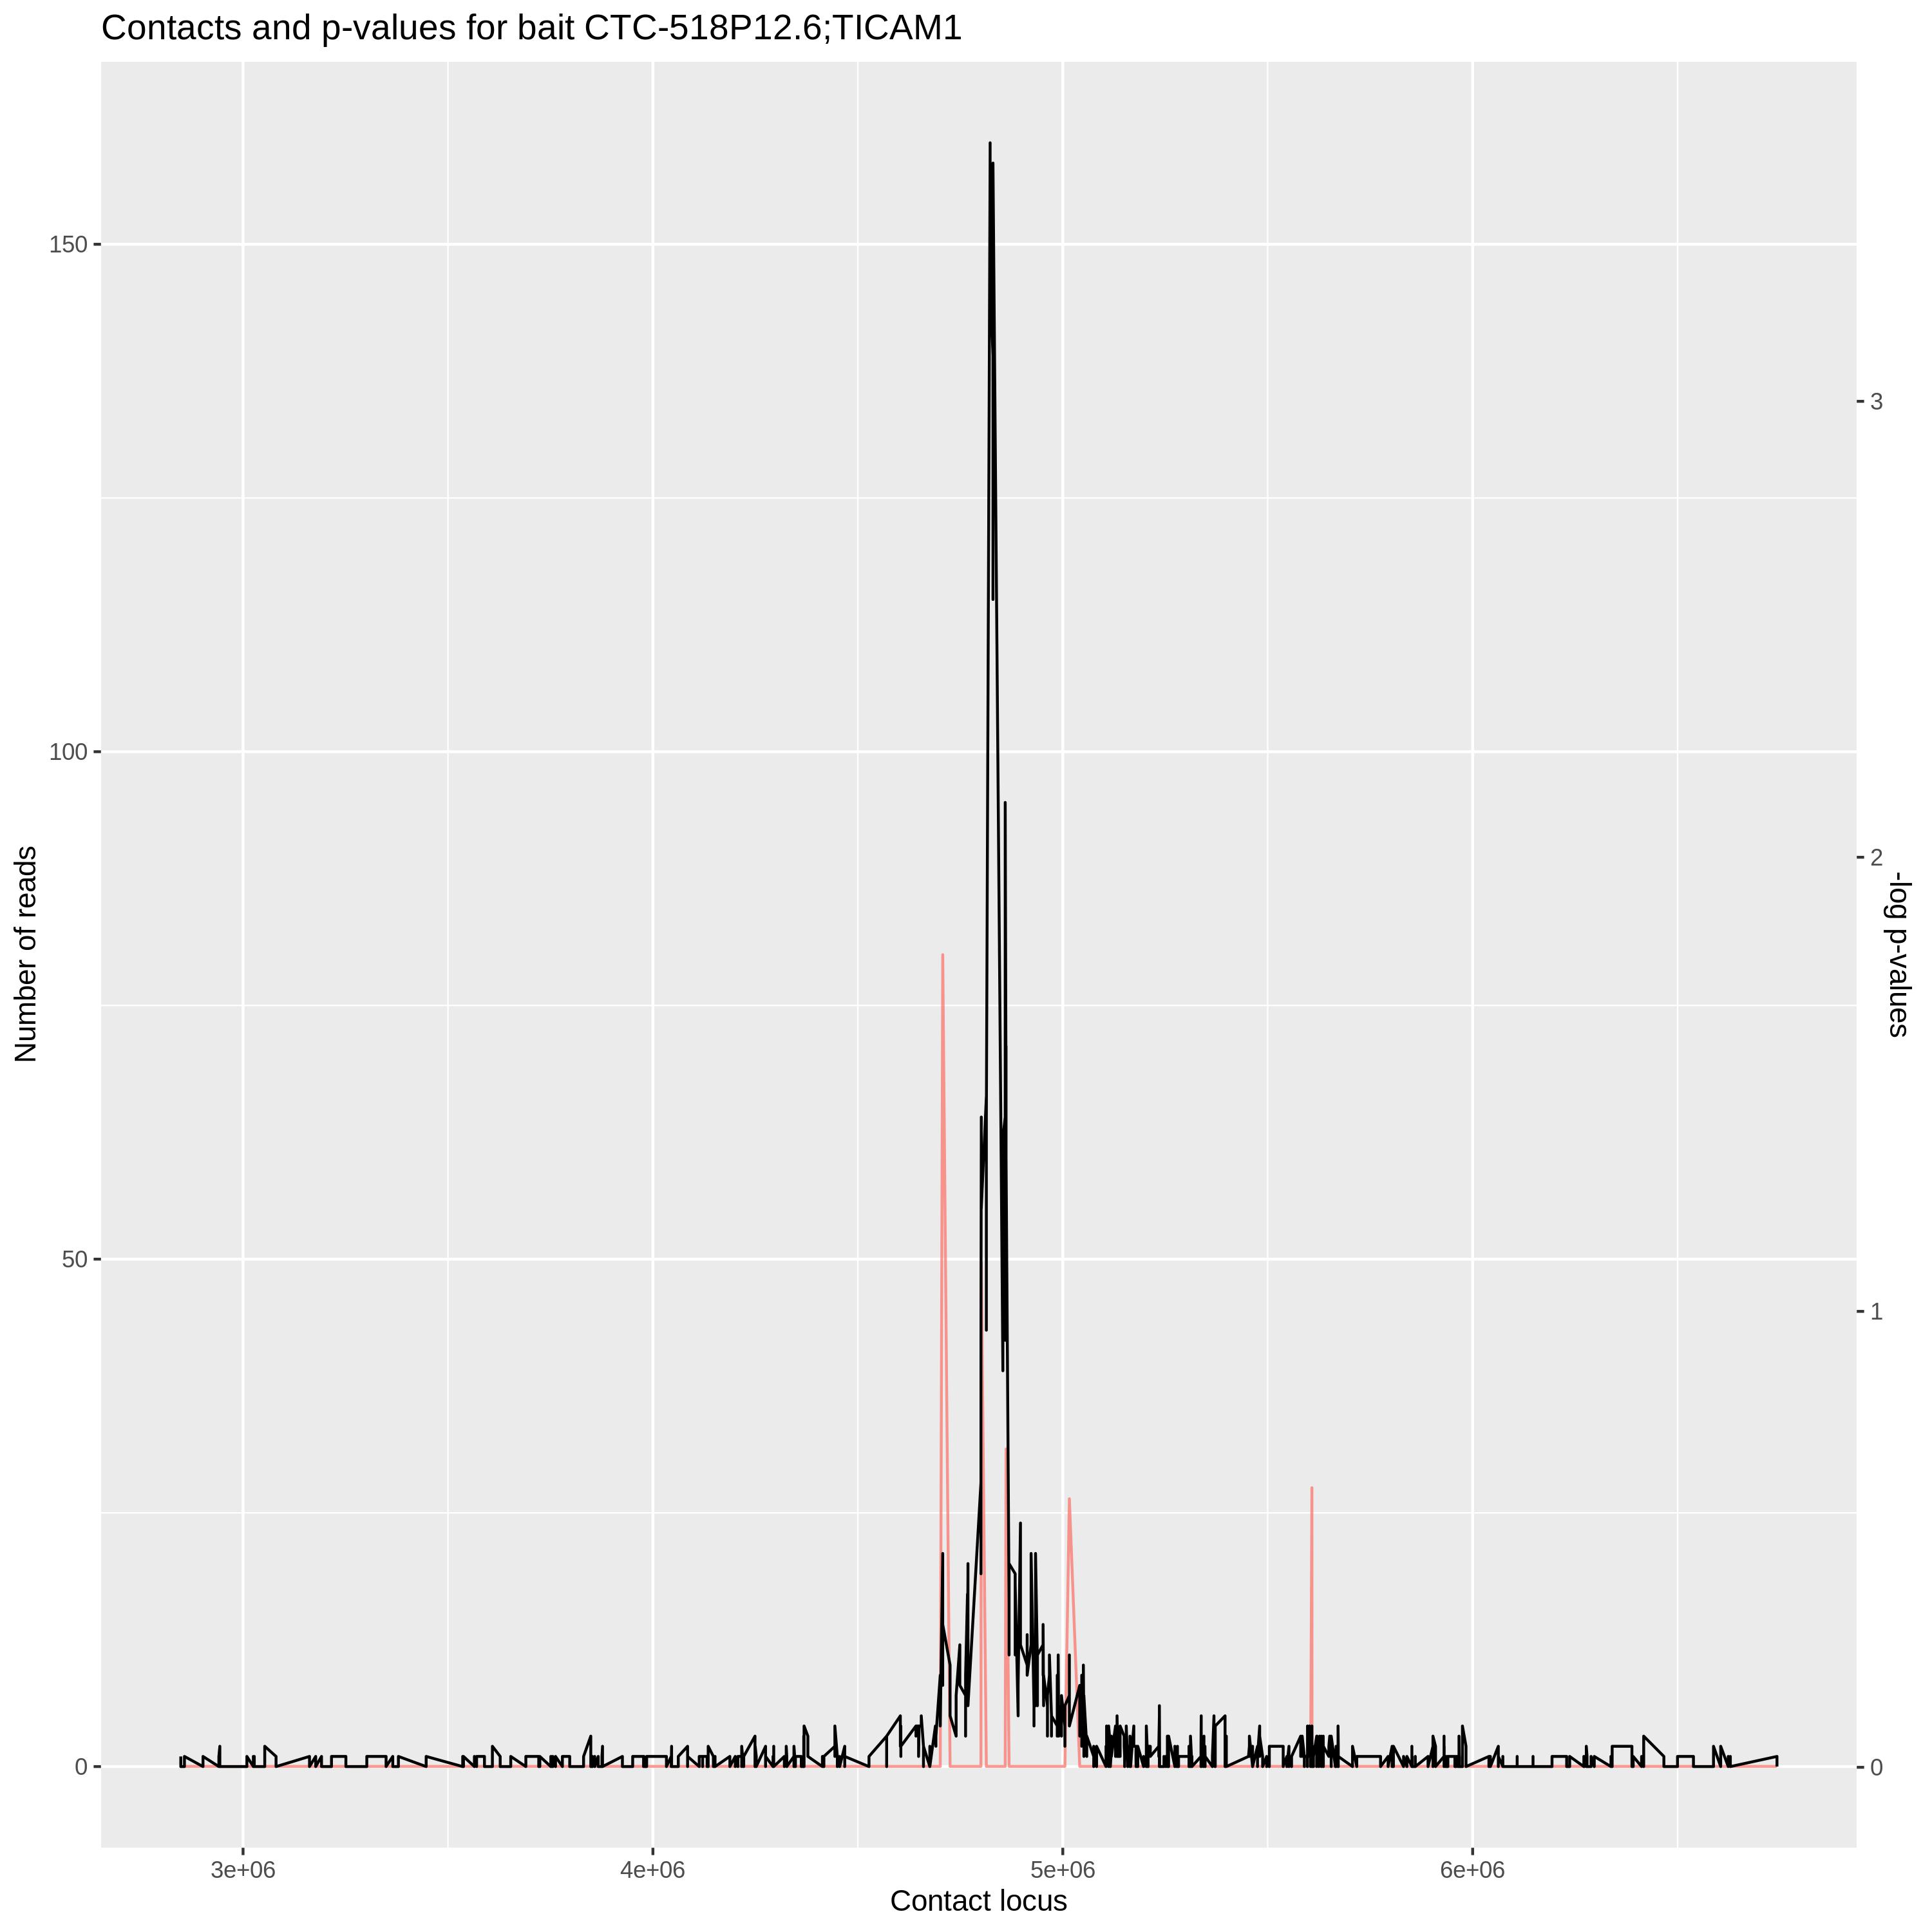 Contacts and p-values for bait CTC-518P12.6;TICAM1
150
100
50
0
Number of reads
3
2
1
0
-log p-values
3e+06
4e+06
5e+06
6e+06
Contact locus